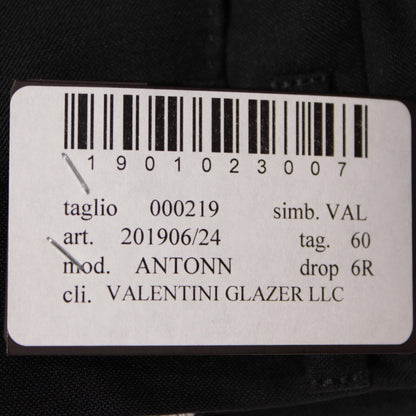 1901023007
taglio 000219 simb. VAL
art. 201906/24 tag. 60
mod. ANTONN drop 6R
cli. VALENTINI GLAZER LLC